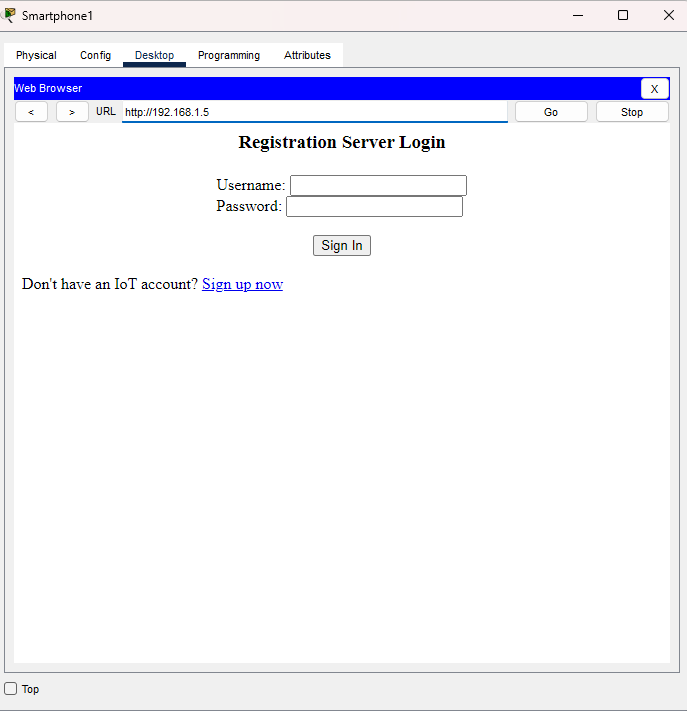 Smartphone1
Physical Config Desktop Programming Attributes
Web Browser X
< > URL http://192.168.1.5 Go Stop
Registration Server Login
Username:
Password:
Sign In
Don't have an IoT account? Sign up now
Top